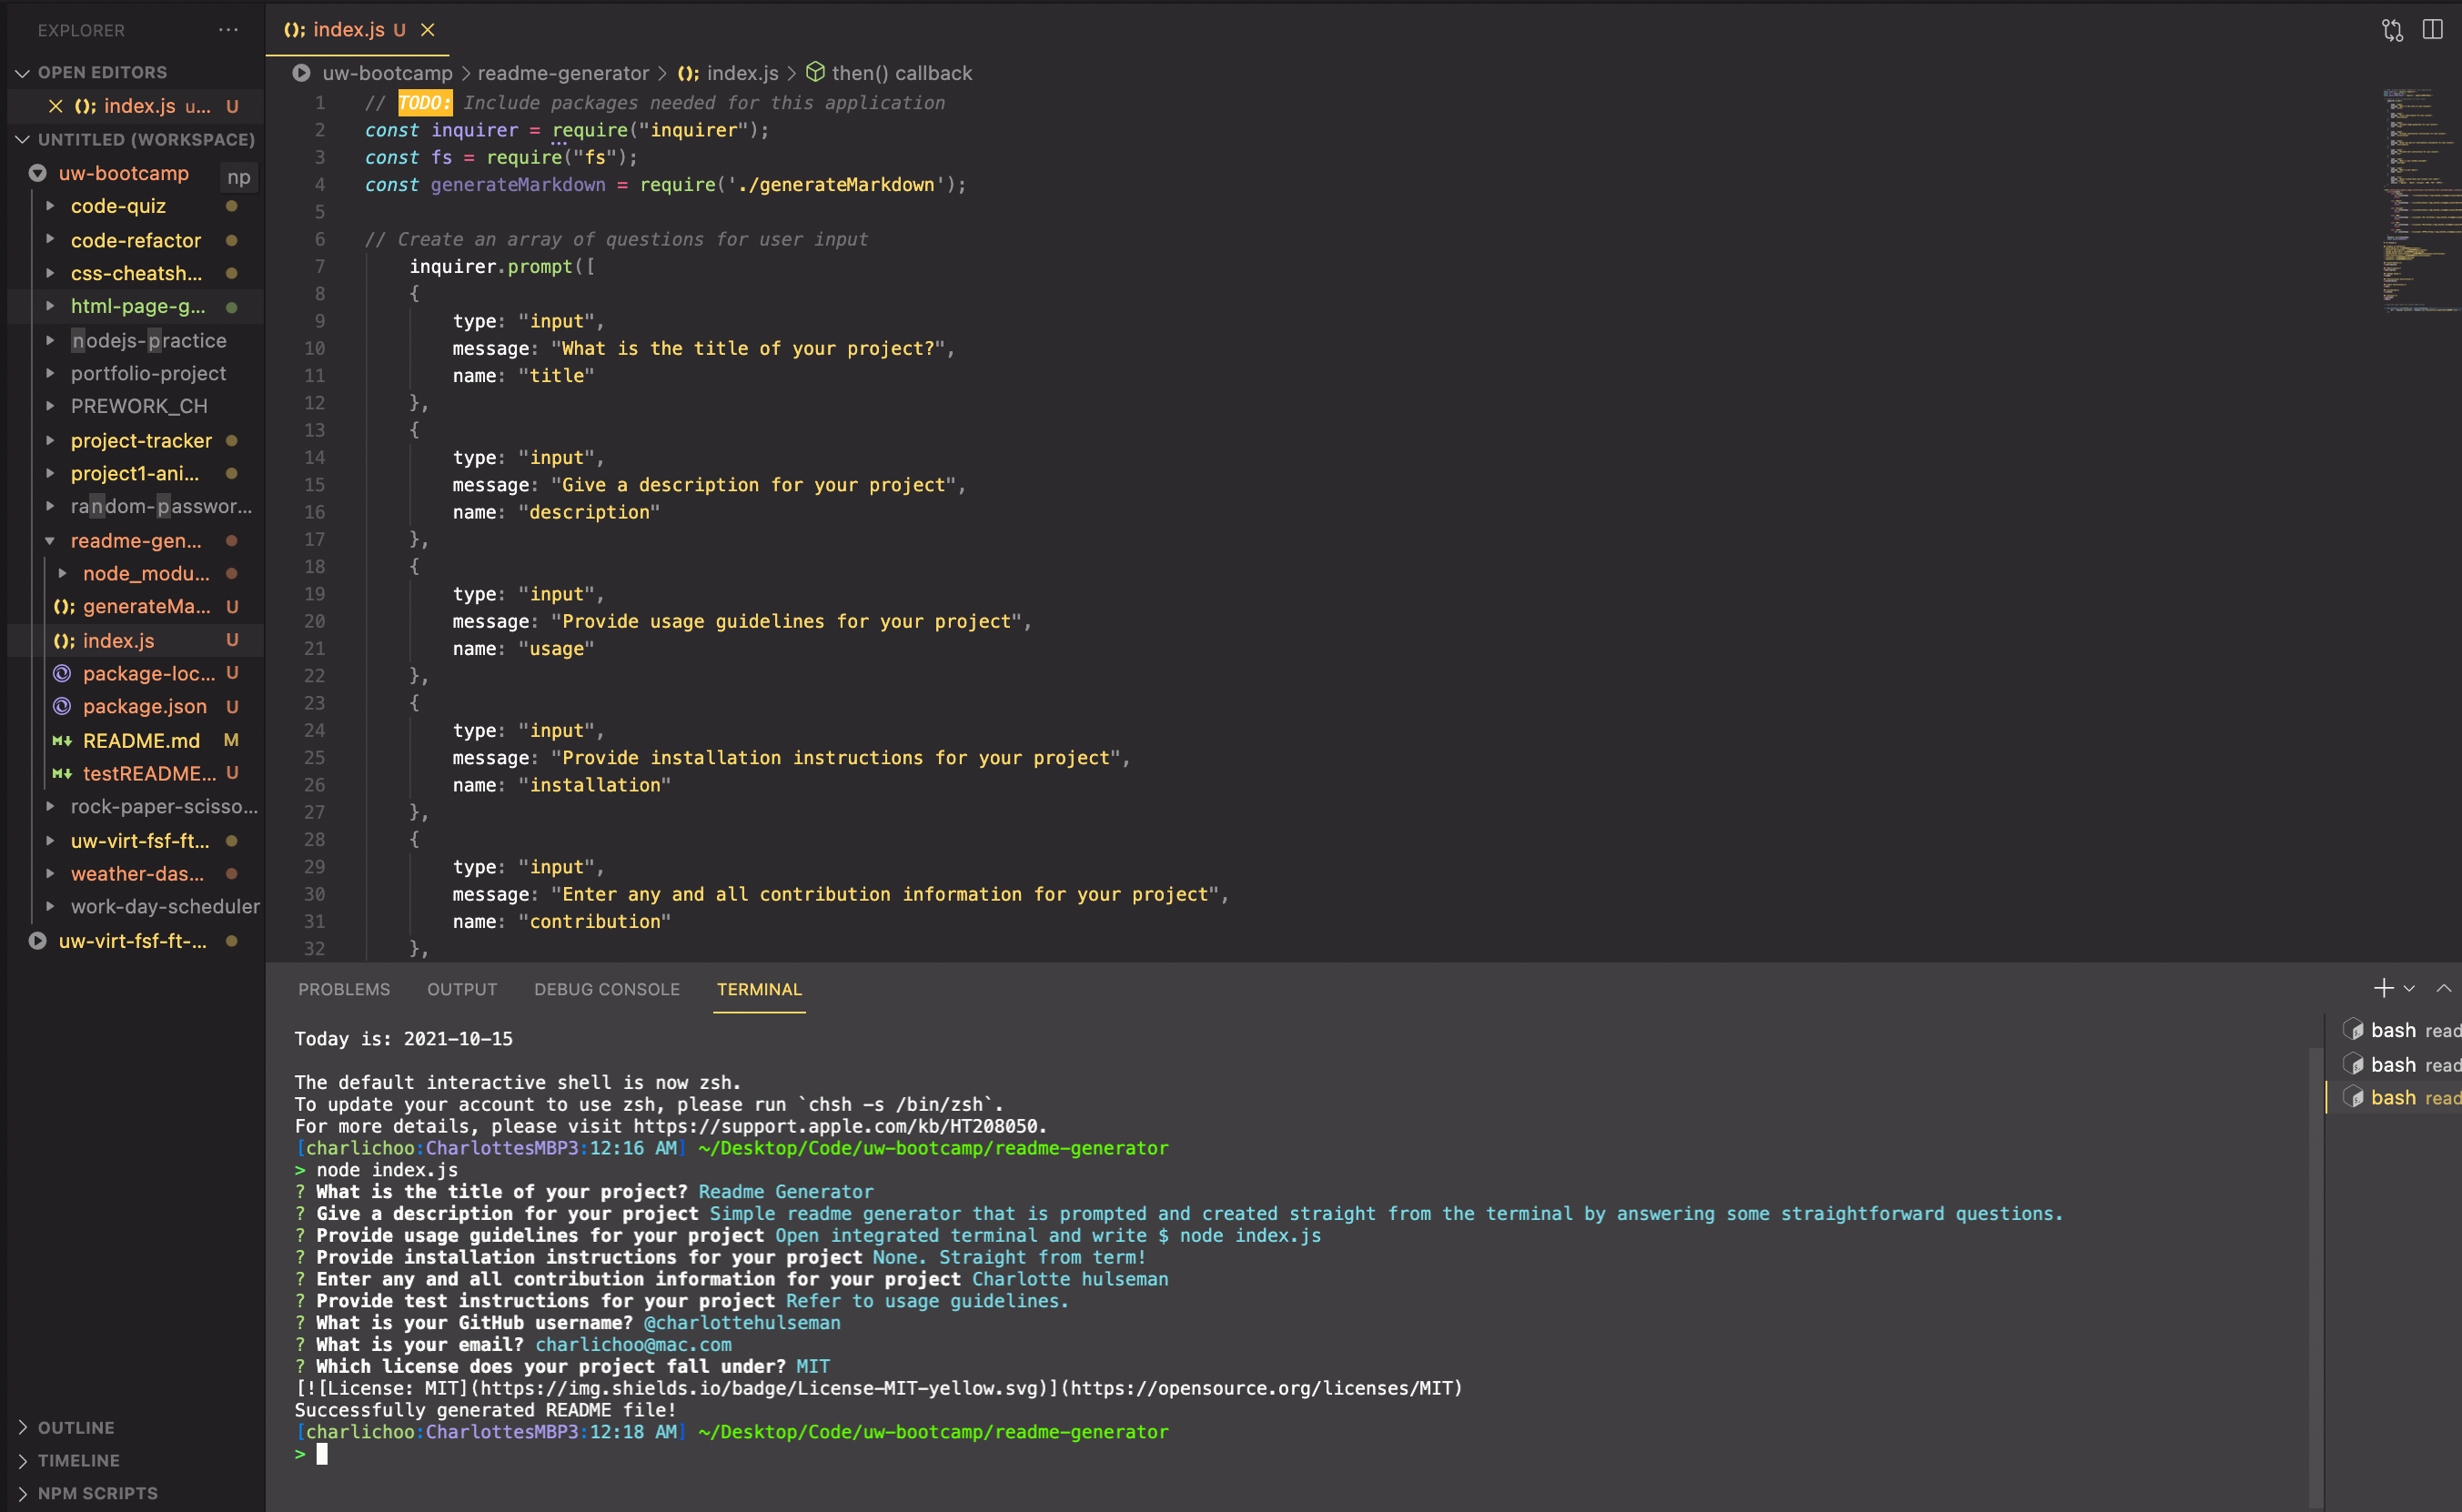 EXPLORER ...
OPEN EDITORS
index.js u... U
UNTITLED (WORKSPACE)
uw-bootcamp np
code-quiz
code-refactor
css-cheatsh...
html-page-g...
nodejs-practice
portfolio-project
PREWORK_CH
project-tracker
project1-ani...
random-passwor...
readme-gen...
node_modu...
(); generateMa... U
(); index.js U
package-loc... U
package.json U
README.md M
testREADME... U
rock-paper-scisso...
uw-virt-fsf-ft...
weather-das...
work-day-scheduler
uw-virt-fsf-ft-...
OUTLINE
TIMELINE
NPM SCRIPTS
(); index.js U
uw-bootcamp > readme-generator > (); index.js > then() callback
1 // TODO: Include packages needed for this application
2 const inquirer = require("inquirer");
3 const fs = require("fs");
4 const generateMarkdown = require('./generateMarkdown');
5
6 // Create an array of questions for user input
7 inquirer.prompt([
8 {
9 type: "input",
10 message: "What is the title of your project?",
11 name: "title"
12 },
13 {
14 type: "input",
15 message: "Give a description for your project",
16 name: "description"
17 },
18 {
19 type: "input",
20 message: "Provide usage guidelines for your project",
21 name: "usage"
22 },
23 {
24 type: "input",
25 message: "Provide installation instructions for your project",
26 name: "installation"
27 },
28 {
29 type: "input",
30 message: "Enter any and all contribution information for your project",
31 name: "contribution"
32 },
PROBLEMS OUTPUT DEBUG CONSOLE TERMINAL
Today is: 2021-10-15
The default interactive shell is now zsh.
To update your account to use zsh, please run `chsh -s /bin/zsh`.
For more details, please visit https://support.apple.com/kb/HT208050.
[charlichoo:CharlottesMBP3:12:16 AM] ~/Desktop/Code/uw-bootcamp/readme-generator
> node index.js
? What is the title of your project? Readme Generator
? Give a description for your project Simple readme generator that is prompted and created straight from the terminal by answering some straightforward questions.
? Provide usage guidelines for your project Open integrated terminal and write $ node index.js
? Provide installation instructions for your project None. Straight from term!
? Enter any and all contribution information for your project Charlotte hulseman
? Provide test instructions for your project Refer to usage guidelines.
? What is your GitHub username? @charlottehulseman
? What is your email? charlichoo@mac.com
? Which license does your project fall under? MIT
[![License: MIT](https://img.shields.io/badge/License-MIT-yellow.svg)](https://opensource.org/licenses/MIT)
Successfully generated README file!
[charlichoo:CharlottesMBP3:12:18 AM] ~/Desktop/Code/uw-bootcamp/readme-generator
>
bash read
bash read
bash read